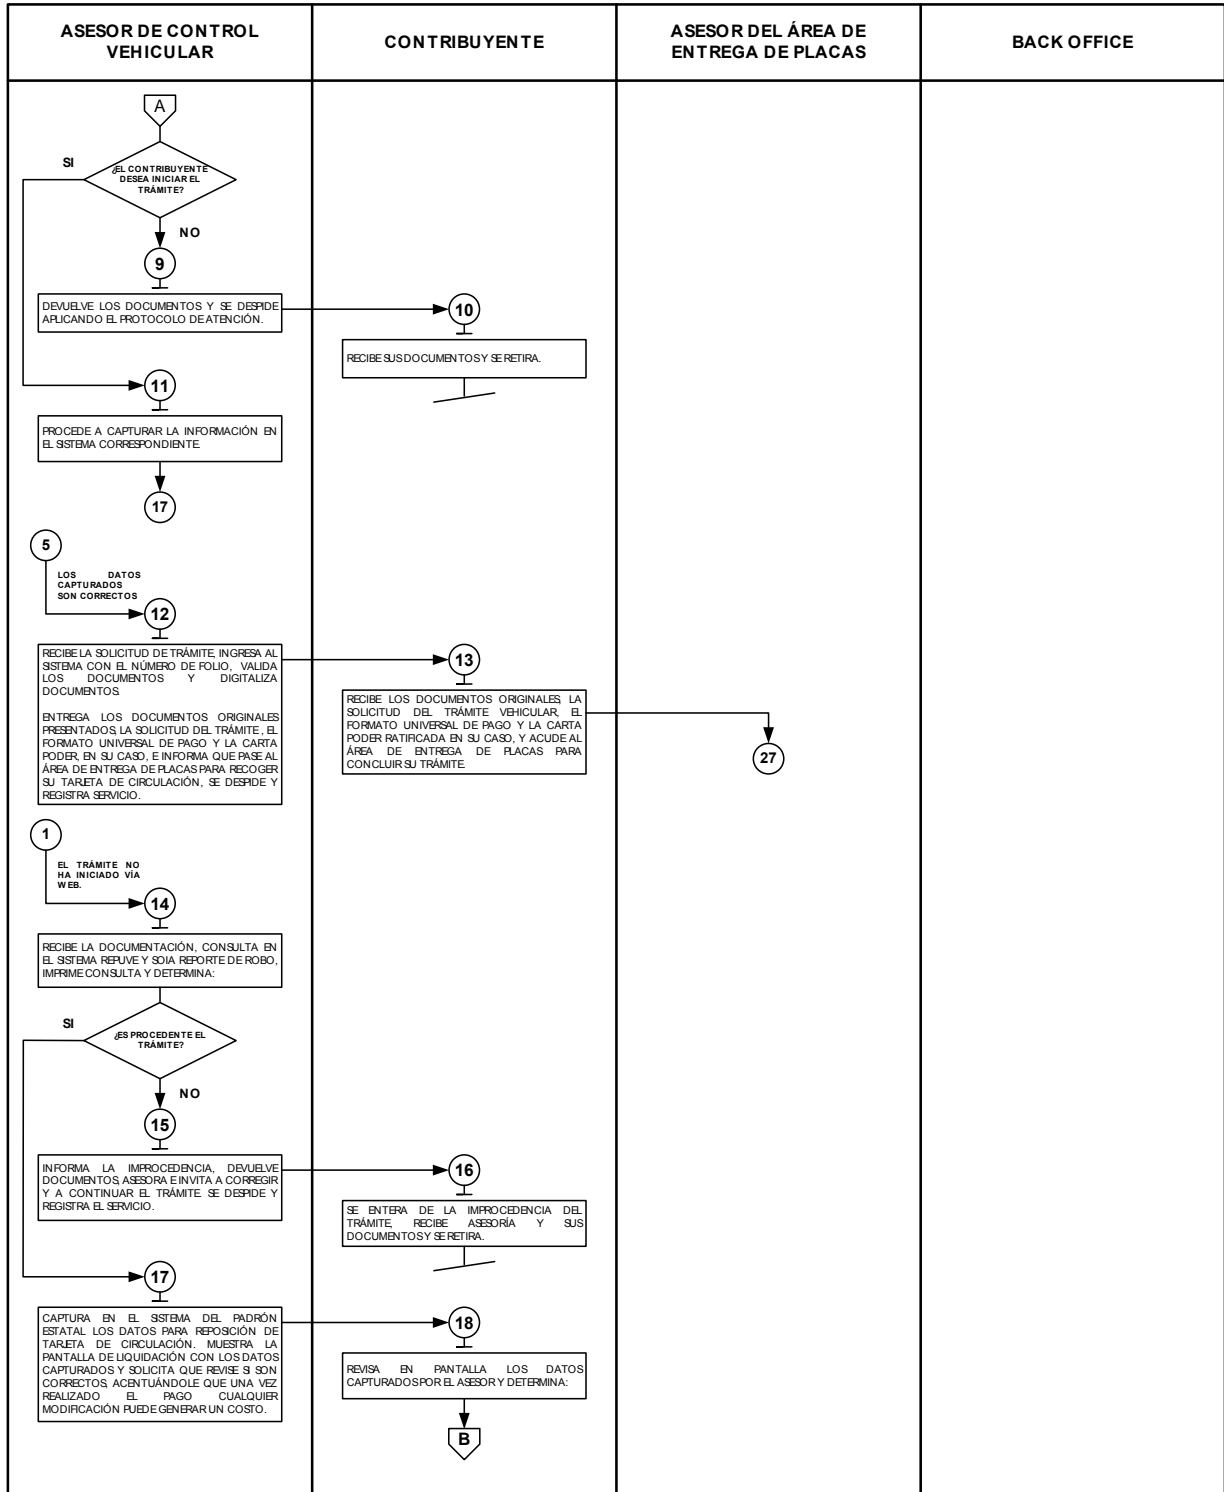 ASESOR DE CONTROL
VEHICULAR
CONTRIBUYENTE
ASESOR DEL ÁREA DE
ENTREGA DE PLACAS
BACK OFFICE
A
SI
¿EL CONTRIBUYENTE
DESEA INICIAR EL
TRÁMITE?
NO
9
DEVUELVE LOS DOCUMENTOS Y SE DESPIDE
APLICANDO EL PROTOCOLO DE ATENCIÓN.
10
RECIBE SUS DOCUMENTOS Y SE RETIRA.
11
PROCEDE A CAPTURAR LA INFORMACIÓN EN
EL SISTEMA CORRESPONDIENTE.
17
5
LOS DATOS
CAPTURADOS
SON CORRECTOS
12
RECIBE LA SOLICITUD DE TRÁMITE, INGRESA AL
SISTEMA CON EL NÚMERO DE FOLIO, VALIDA
LOS DOCUMENTOS Y DIGITALIZA
DOCUMENTOS.
ENTREGA LOS DOCUMENTOS ORIGINALES
PRESENTADOS, LA SOLICITUD DEL TRÁMITE, EL
FORMATO UNIVERSAL DE PAGO Y LA CARTA
PODER, EN SU CASO, E INFORMA QUE PASE AL
ÁREA DE ENTREGA DE PLACAS PARA RECOGER
SU TARJETA DE CIRCULACIÓN, SE DESPIDE Y
REGISTRA SERVICIO.
13
RECIBE LOS DOCUMENTOS ORIGINALES, LA
SOLICITUD DEL TRÁMITE VEHICULAR, EL
FORMATO UNIVERSAL DE PAGO Y LA CARTA
PODER RATIFICADA EN SU CASO, Y ACUDE AL
ÁREA DE ENTREGA DE PLACAS PARA
CONCLUIR SU TRÁMITE.
27
1
EL TRÁMITE NO
HA INICIADO VÍA
WEB.
14
RECIBE LA DOCUMENTACIÓN, CONSULTA EN
EL SISTEMA REPUVE Y SOIA REPORTE DE ROBO,
IMPRIME CONSULTA Y DETERMINA:
SI
¿ES PROCEDENTE EL
TRÁMITE?
NO
15
INFORMA LA IMPROCEDENCIA, DEVUELVE
DOCUMENTOS, ASESORA E INVITA A CORREGIR
Y A CONTINUAR EL TRÁMITE. SE DESPIDE Y
REGISTRA EL SERVICIO.
16
SE ENTERA DE LA IMPROCEDENCIA DEL
TRÁMITE, RECIBE ASESORÍA Y SUS
DOCUMENTOS Y SE RETIRA.
17
CAPTURA EN EL SISTEMA DEL PADRÓN
ESTATAL LOS DATOS PARA REPOSICIÓN DE
TARJETA DE CIRCULACIÓN. MUESTRA LA
PANTALLA DE LIQUIDACIÓN CON LOS DATOS
CAPTURADOS Y SOLICITA QUE REVISE SI SON
CORRECTOS, ACENTUÁNDOLE QUE UNA VEZ
REALIZADO EL PAGO CUALQUIER
MODIFICACIÓN PUEDE GENERAR UN COSTO.
18
REVISA EN PANTALLA LOS DATOS
CAPTURADOS POR EL ASESOR Y DETERMINA:
B